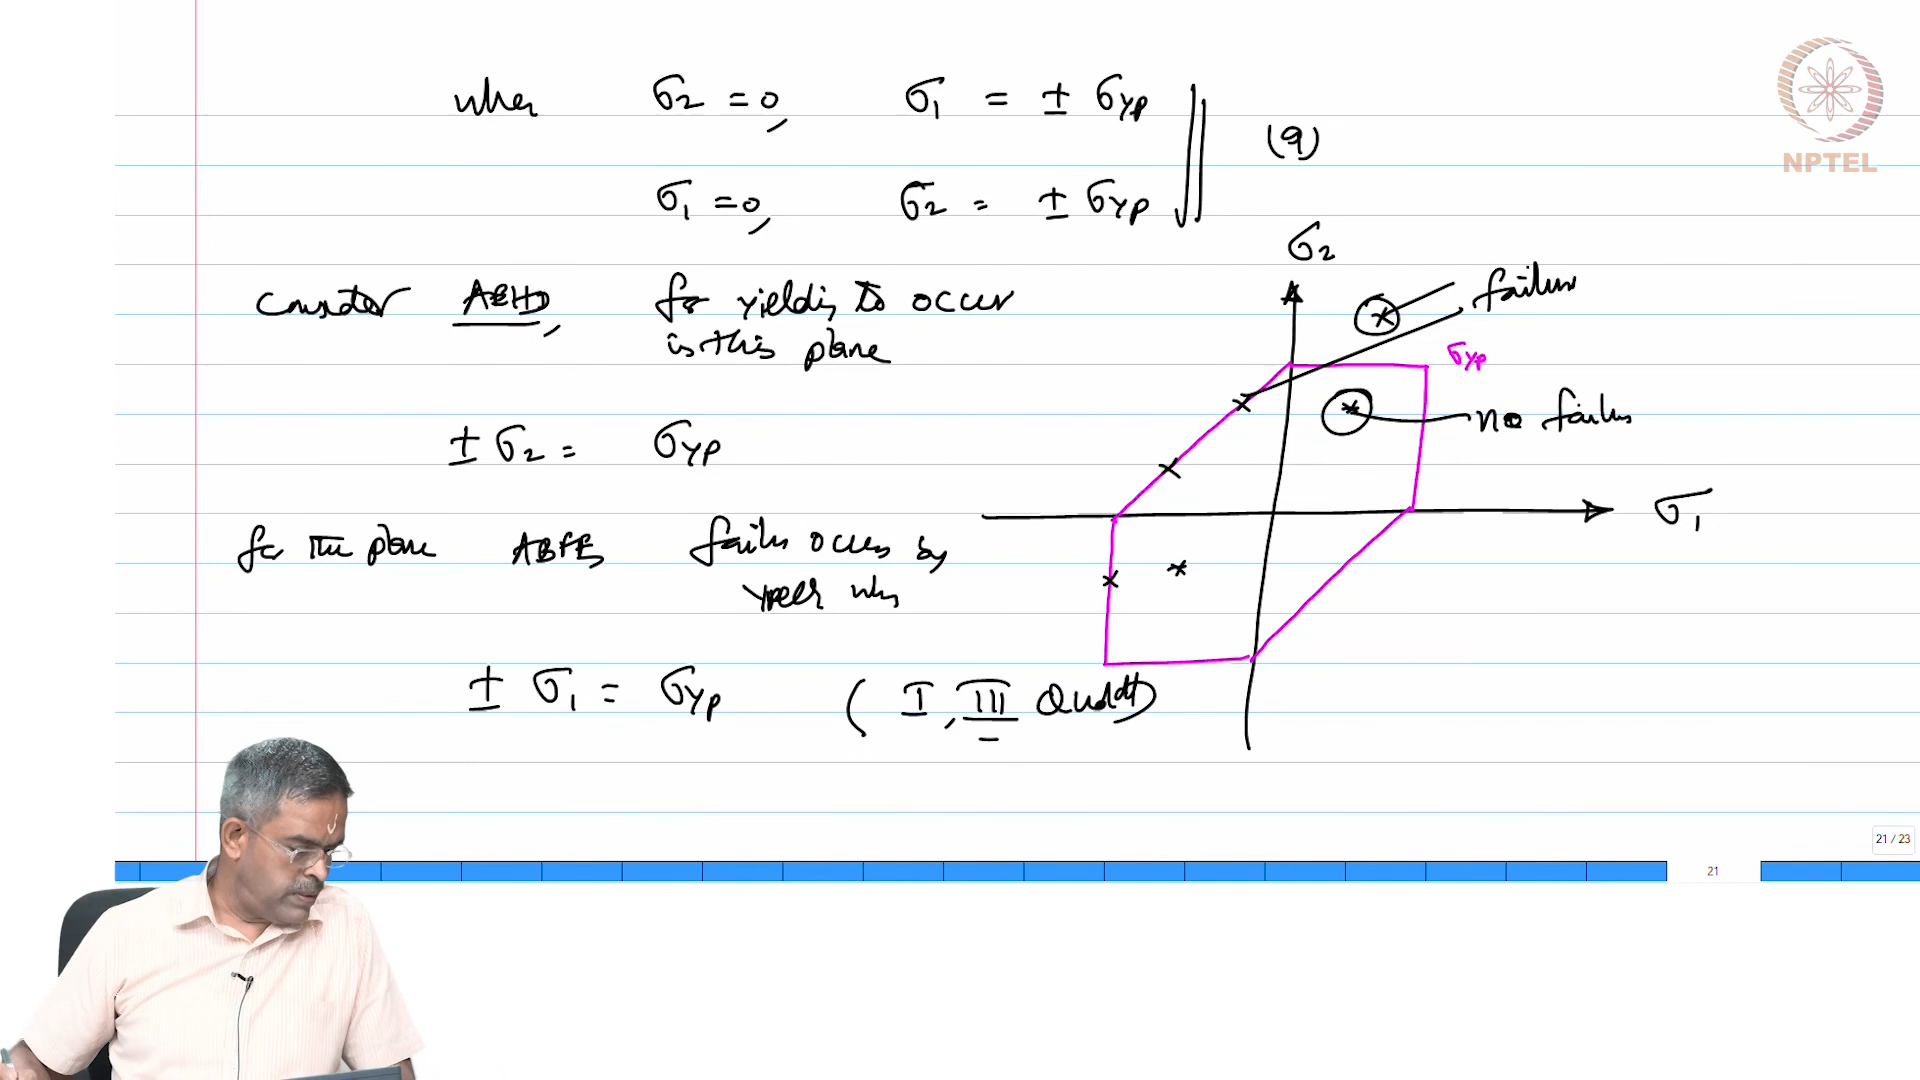 when σ2 = 0, σ1 = ± σyp
(9)
σ1 = 0, σ2 = ± σyp
σ2
Consider ABHD, for yielding to occur
in this plane
failure
σyp
no failure
± σ2 = σyp
σ1
for the plane ABFE failure occurs by
when
± σ1 = σyp (I, III Quadt)
NPTEL
21 / 23
21